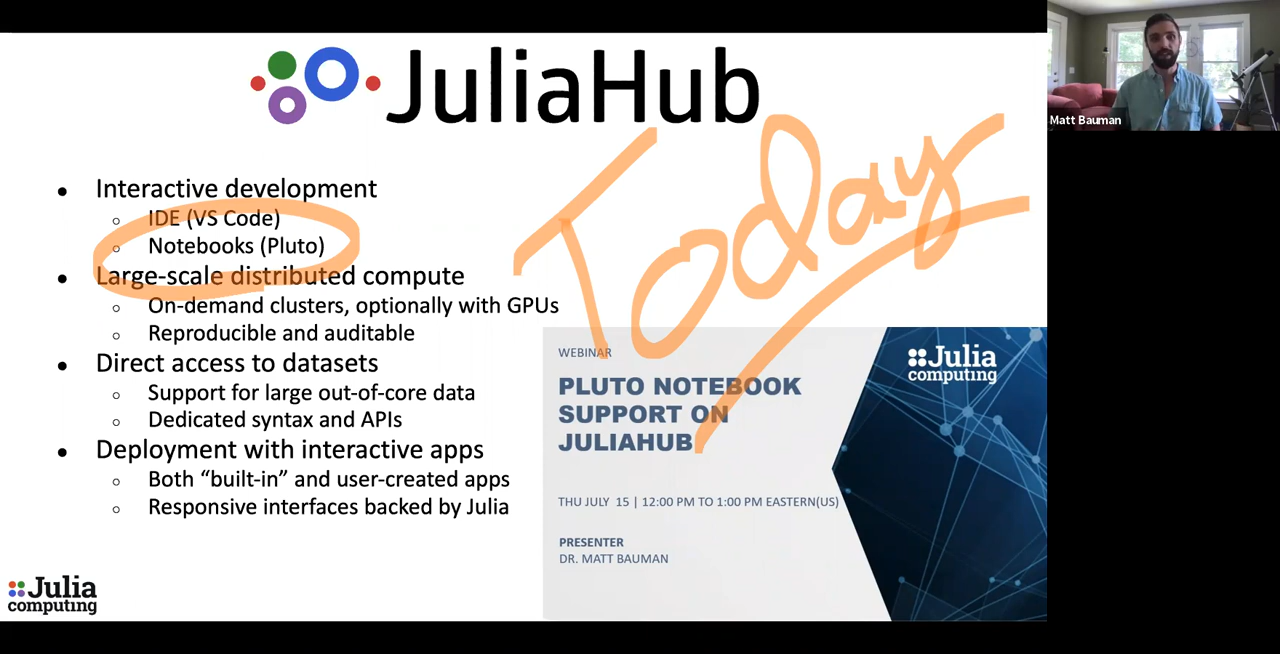 JuliaHub
Today
• Interactive development
○ IDE (VS Code)
○ Notebooks (Pluto)
• Large-scale distributed compute
○ On-demand clusters, optionally with GPUs
○ Reproducible and auditable
• Direct access to datasets
○ Support for large out-of-core data
○ Dedicated syntax and APIs
• Deployment with interactive apps
○ Both “built-in” and user-created apps
○ Responsive interfaces backed by Julia
WEBINAR
PLUTO NOTEBOOK
SUPPORT ON
JULIAHUB
THU JULY 15 | 12:00 PM TO 1:00 PM EASTERN(US)
PRESENTER
DR. MATT BAUMAN
Julia
computing
Julia
computing
Matt Bauman